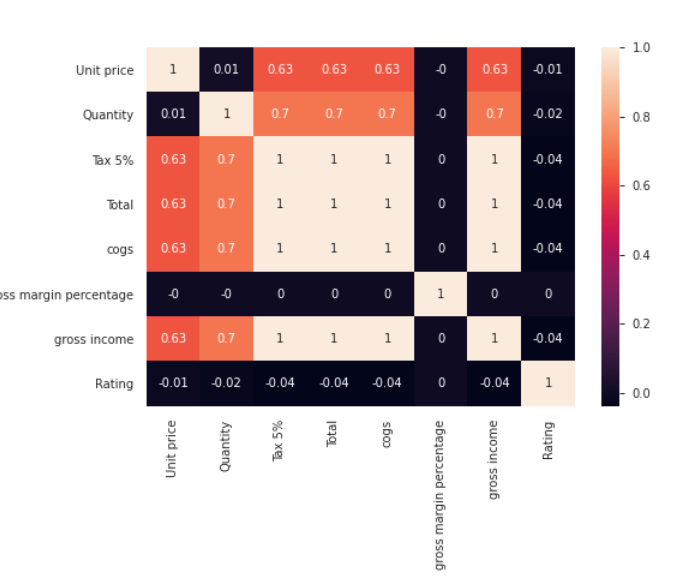 Unit price 1 0.01 0.63 0.63 0.63 -0 0.63 -0.01
Quantity 0.01 1 0.7 0.7 0.7 -0 0.7 -0.02
Tax 5% 0.63 0.7 1 1 1 0 1 -0.04
Total 0.63 0.7 1 1 1 0 1 -0.04
cogs 0.63 0.7 1 1 1 0 1 -0.04
oss margin percentage -0 -0 0 0 0 1 0 0
gross income 0.63 0.7 1 1 1 0 1 -0.04
Rating -0.01 -0.02 -0.04 -0.04 -0.04 0 -0.04 1
Unit price
Quantity
Tax 5%
Total
cogs
gross margin percentage
gross income
Rating
1.0
0.8
0.6
0.4
0.2
0.0